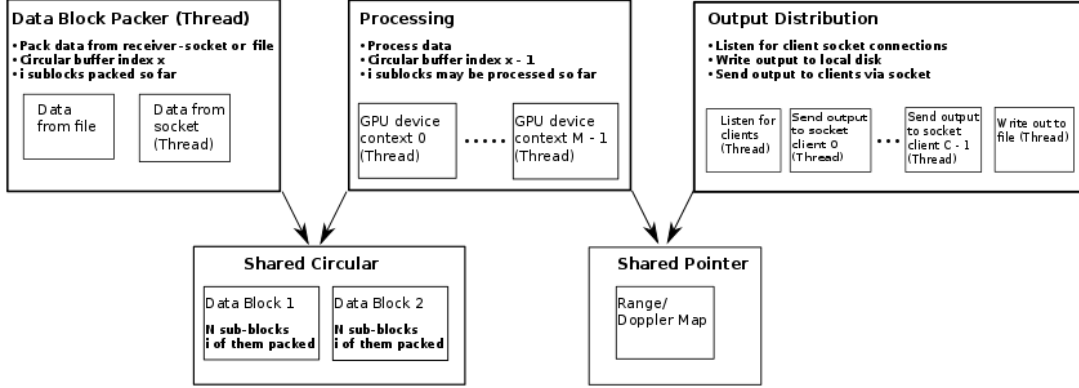 Data Block Packer (Thread)
• Pack data from receiver-socket or file
• Circular buffer index x
• i sublocks packed so far
Data
from file
Data from
socket
(Thread)
Processing
• Process data
• Circular buffer index x - 1
• i sublocks may be processed so far
GPU device
context 0
(Thread)
.....
GPU device
context M - 1
(Thread)
Output Distribution
• Listen for client socket connections
• Write output to local disk
• Send output to clients via socket
Listen for
clients
(Thread)
Send output
to socket
client 0
(Thread)
...
Send output
to socket
client C - 1
(Thread)
Write out to
file (Thread)
Shared Circular
Data Block 1
N sub-blocks
i of them packed
Data Block 2
N sub-blocks
i of them packed
Shared Pointer
Range/
Doppler Map